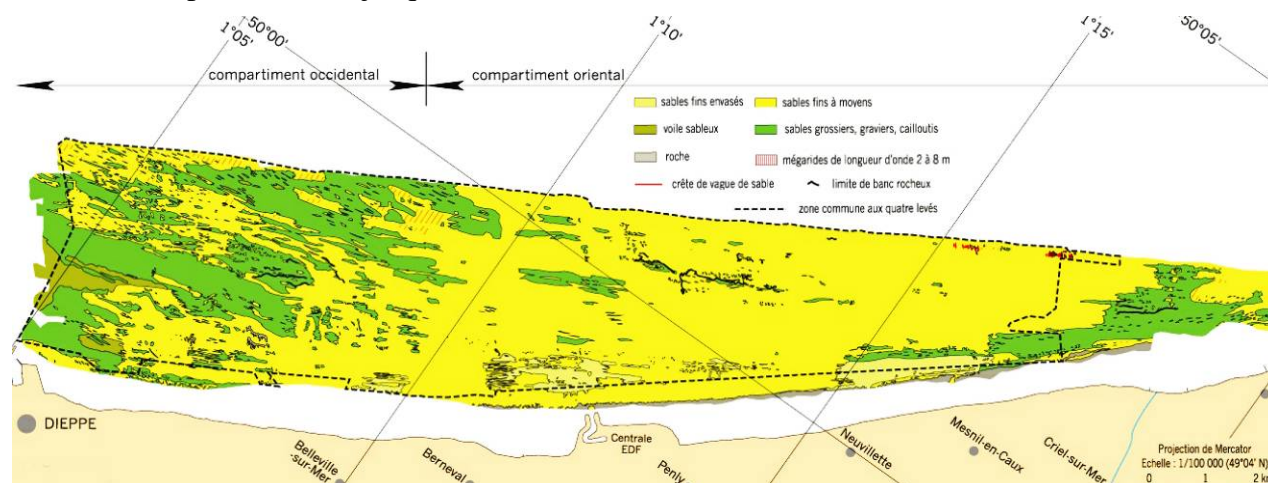 1°05'
50°00'
1°10'
1°15'
50°05'
compartiment occidental
compartiment oriental
sables fins envasés
sables fins à moyens
voile sableux
sables grossiers, graviers, cailloutis
roche
mégarides de longueur d'onde 2 à 8 m
crête de vague de sable
limite de banc rocheux
zone commune aux quatre levés
DIEPPE
Belleville
-sur-Mer
Berneval
Centrale
EDF
Penly
Neuvillette
Mesnil-en-Caux
Criel-sur-Mer
Projection de Mercator
Echelle : 1/100 000 (49°04' N)
0 1 2 k